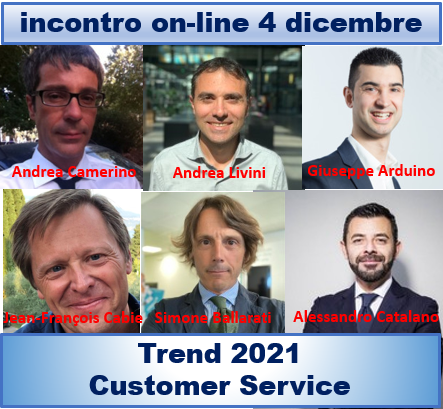 incontro on-line 4 dicembre
Andrea Camerino
Andrea Livini
Giuseppe Arduino
Jean-François Cabie
Simone Ballarati
Alessandro Catalano
Trend 2021
Customer Service